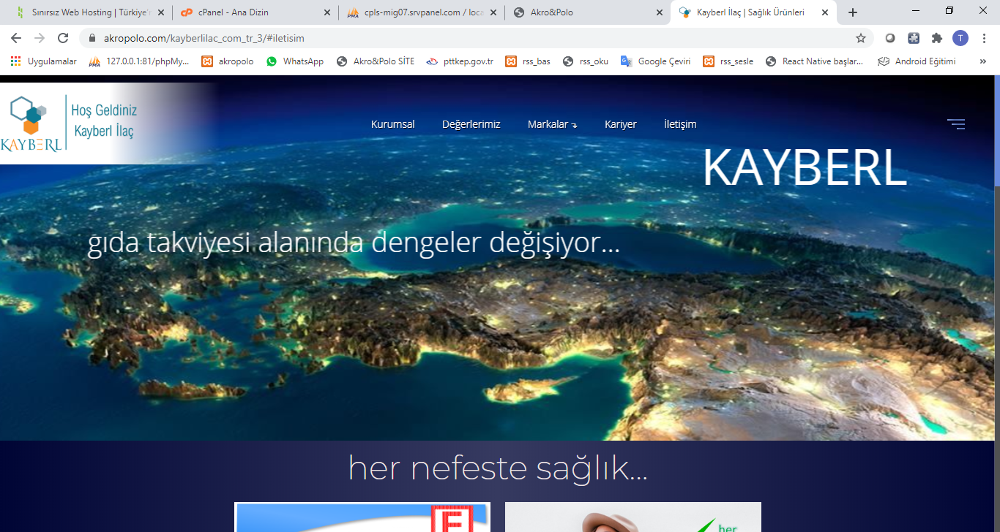 Sınırsız Web Hosting | Türkiye'
cPanel - Ana Dizin
cpls-mig07.srvpanel.com / loca
Akro&Polo
Kayberl İlaç | Sağlık Ürünleri
akropolo.com/kayberlilac_com_tr_3/#iletisim
T
Uygulamalar
127.0.0.1:81/phpMy...
akropolo
WhatsApp
Akro&Polo SİTE
pttkep.gov.tr
rss_bas
rss_oku
Google Çeviri
rss_sesle
React Native başlar...
Android Eğitimi
»
KAYBERL
Hoş Geldiniz
Kayberl İlaç
Kurumsal
Değerlerimiz
Markalar
Kariyer
İletişim
KAYBERL
gıda takviyesi alanında dengeler değişiyor...
her nefeste sağlık...
her